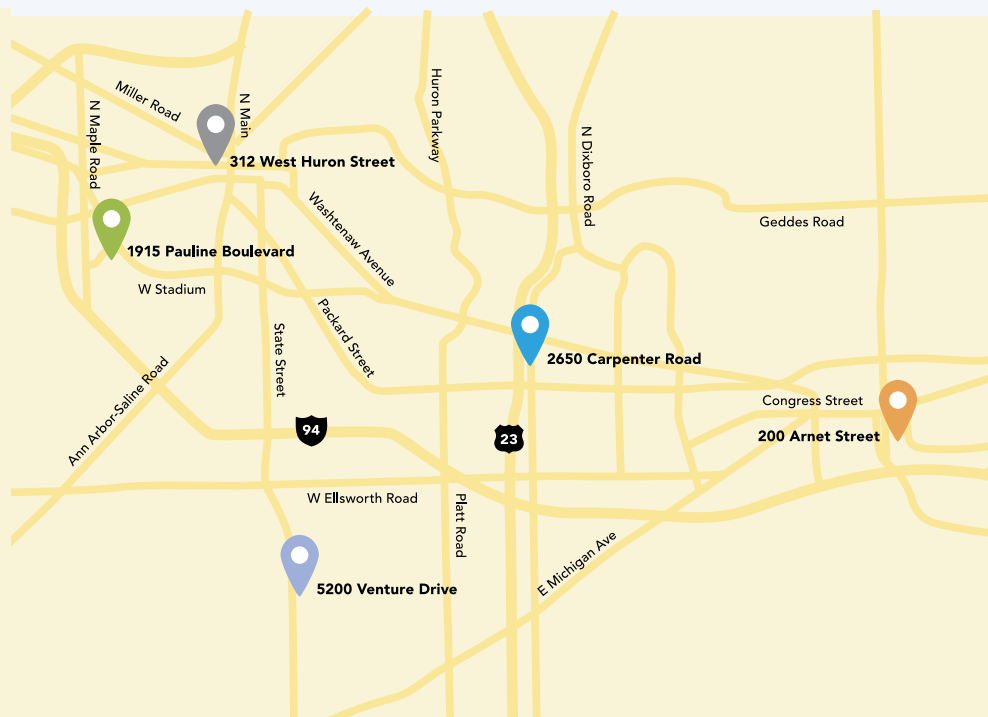 Miller Road
N Main
N Maple Road
Huron Parkway
N Dixboro Road
312 West Huron Street
Washtenaw Avenue
Geddes Road
1915 Pauline Boulevard
W Stadium
Packard Street
State Street
2650 Carpenter Road
Ann Arbor-Saline Road
Congress Street
94
23
200 Arnet Street
W Ellsworth Road
Platt Road
E Michigan Ave
5200 Venture Drive